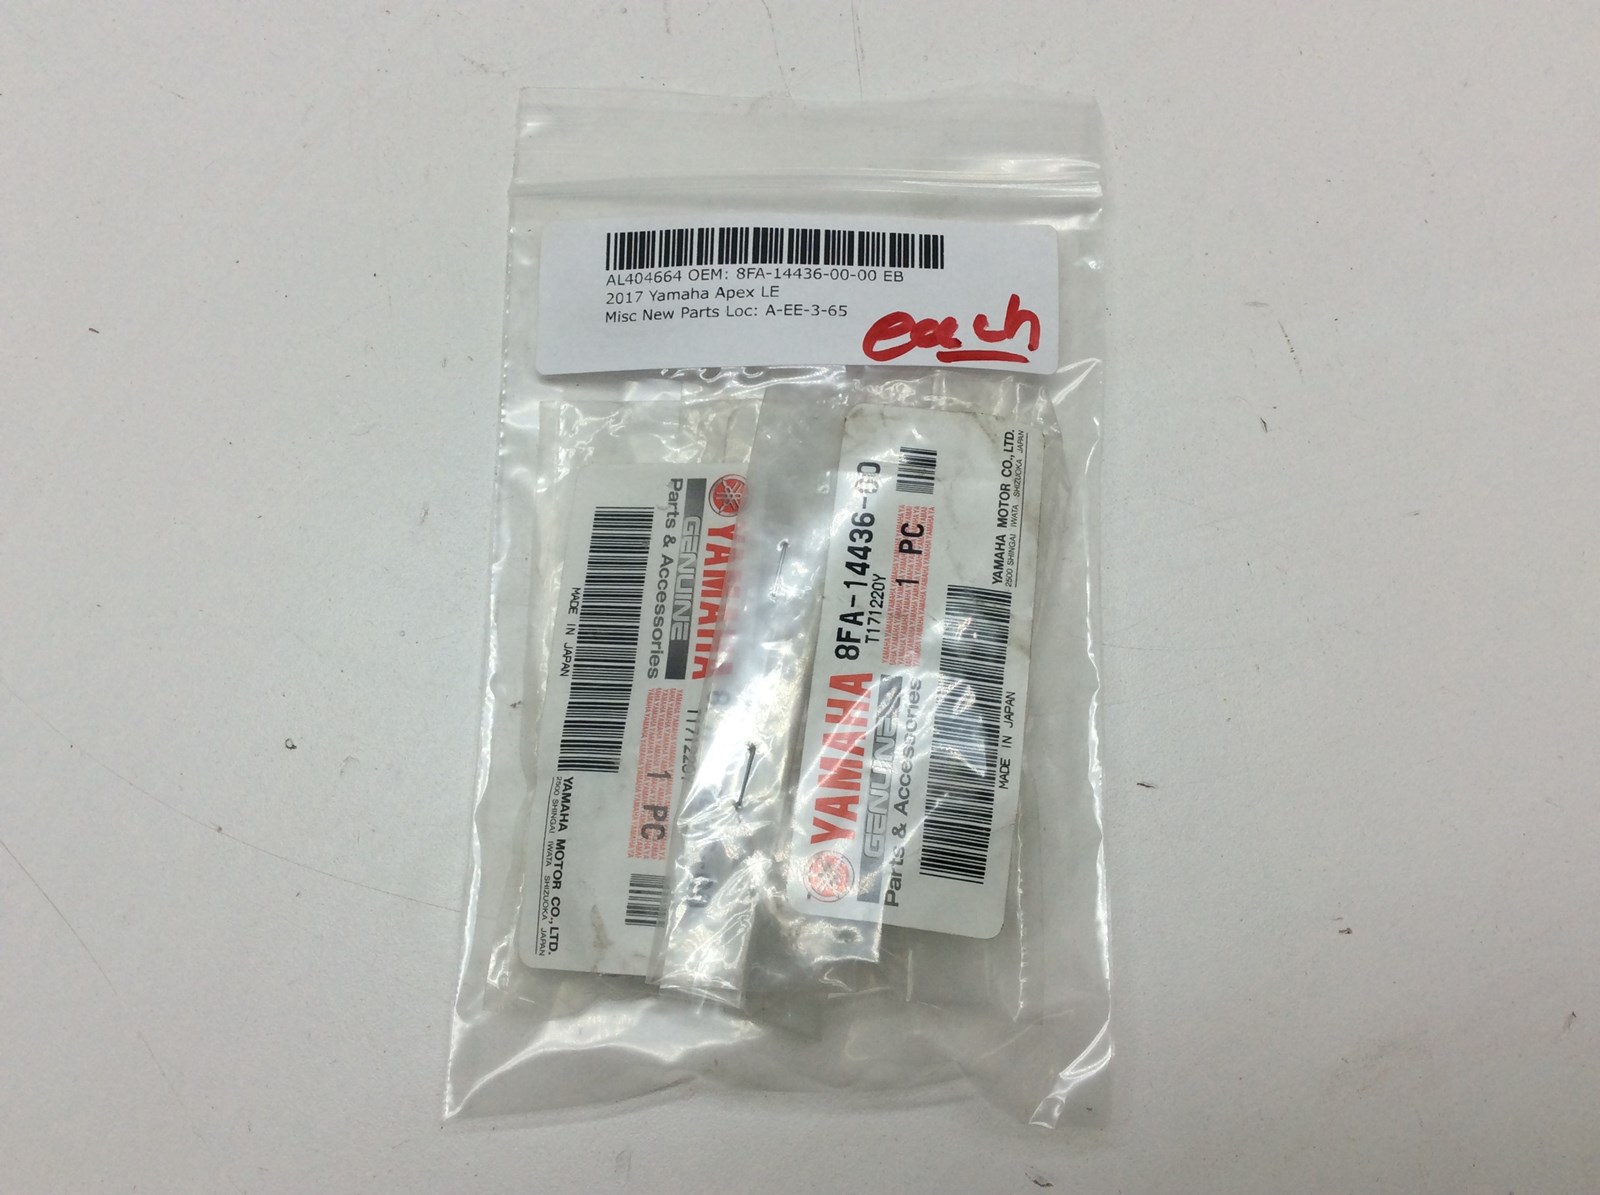 AL404664 OEM: 8FA-14436-00-00 EB
2017 Yamaha Apex LE
Misc New Parts Loc: A-EE-3-65
each
YAMAHA
GENUINE
Parts & Accessories
1 PC
MADE IN JAPAN
YAMAHA MOTOR CO., LTD.
2500 SHINGAI IWATA SHIZUOKA JAPAN
YAMAHA 8FA-14436-00
T171220Y
GENUINE
Parts & Accessories
1 PC
MADE IN JAPAN
YAMAHA MOTOR CO., LTD.
2500 SHINGAI IWATA SHIZUOKA JAPAN